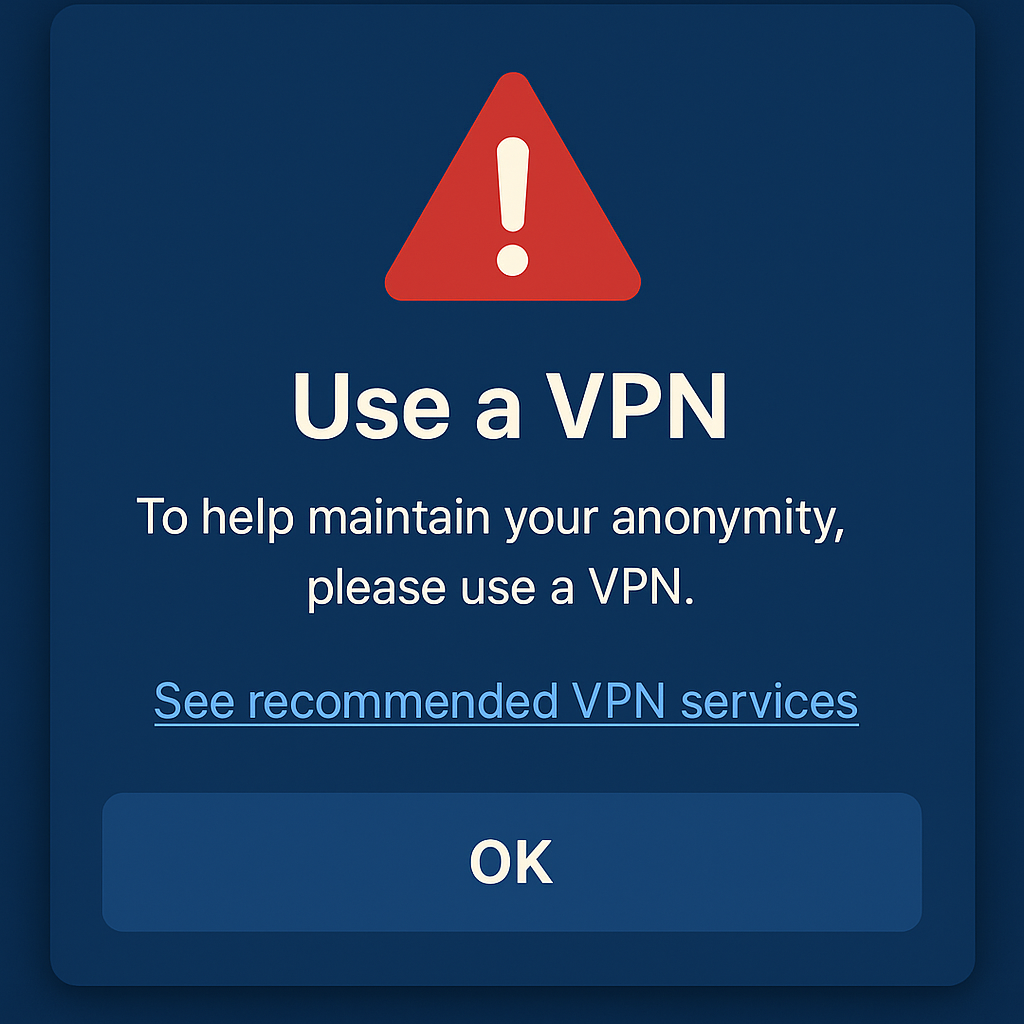 Use a VPN
To help maintain your anonymity,
please use a VPN.
See recommended VPN services
OK